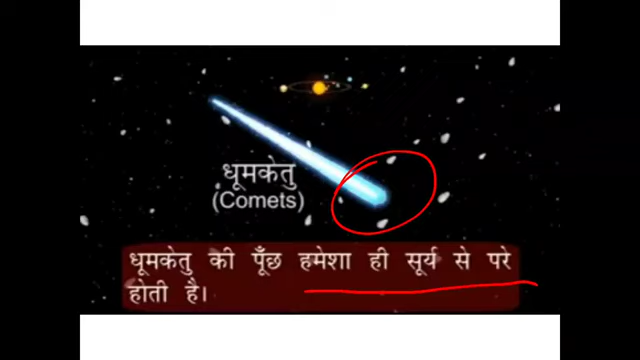 धूमकेतु
(Comets)
धूमकेतु की पूँछ हमेशा ही सूर्य से परे
होती है।